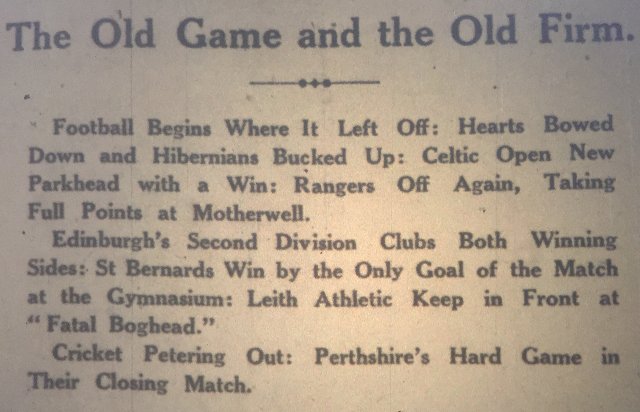 The Old Game and the Old Firm.
Football Begins Where It Left Off: Hearts Bowed
Down and Hibernians Bucked Up: Celtic Open New
Parkhead with a Win: Rangers Off Again, Taking
Full Points at Motherwell.
Edinburgh's Second Division Clubs Both Winning
Sides: St Bernards Win by the Only Goal of the Match
at the Gymnasium: Leith Athletic Keep in Front at
"Fatal Boghead."
Cricket Petering Out: Perthshire's Hard Game in
Their Closing Match.